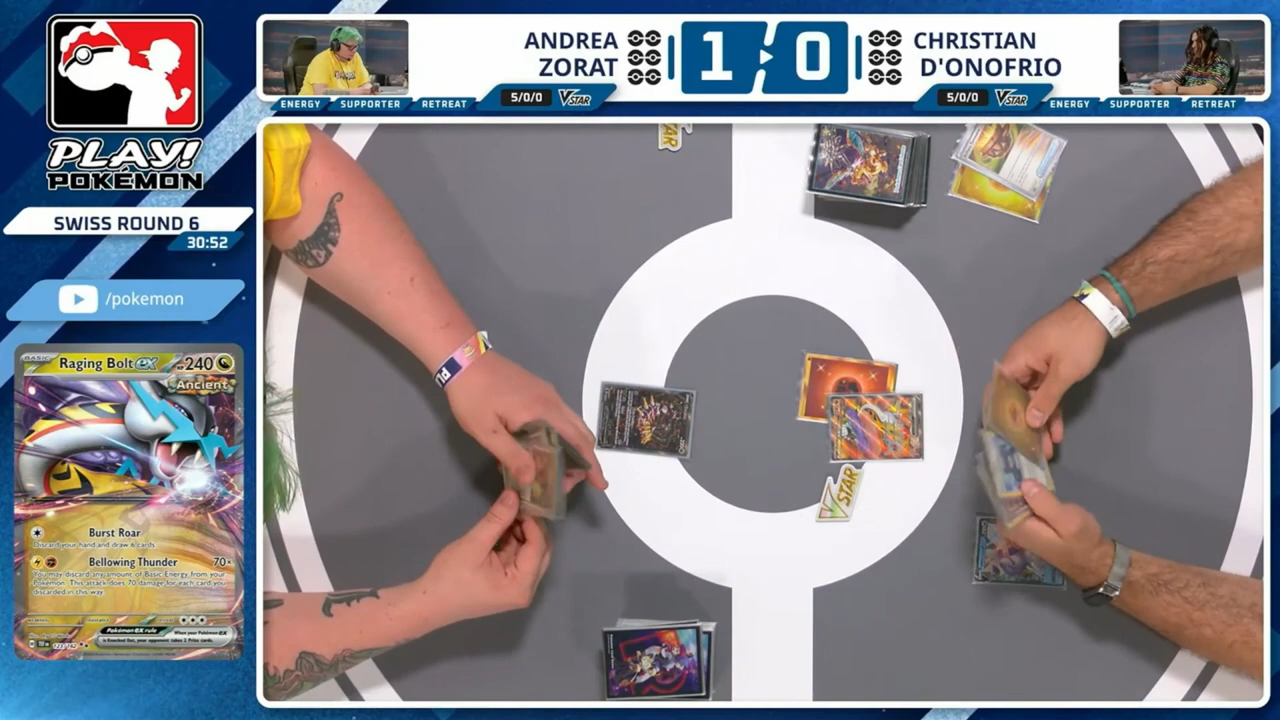 PLAY!
POKÉMON
SWISS ROUND 6
30:52
/pokemon
ANDREA
ZORAT
1 0
CHRISTIAN
D'ONOFRIO
5/0/0 VSTAR
5/0/0 VSTAR
ENERGY SUPPORTER RETREAT
ENERGY SUPPORTER RETREAT
BASIC
Raging Bolt ex HP 240
Ancient
Burst Roar
Discard your hand and draw 6 cards.
Bellowing Thunder 70×
You may discard any amount of Basic Energy from your
Pokémon. This attack does 70 damage for each card you
discarded in this way.
Pokémon ex rule
When your Pokémon ex
is Knocked Out, your opponent takes 2 Prize cards.
123/162
STAR
VSTAR